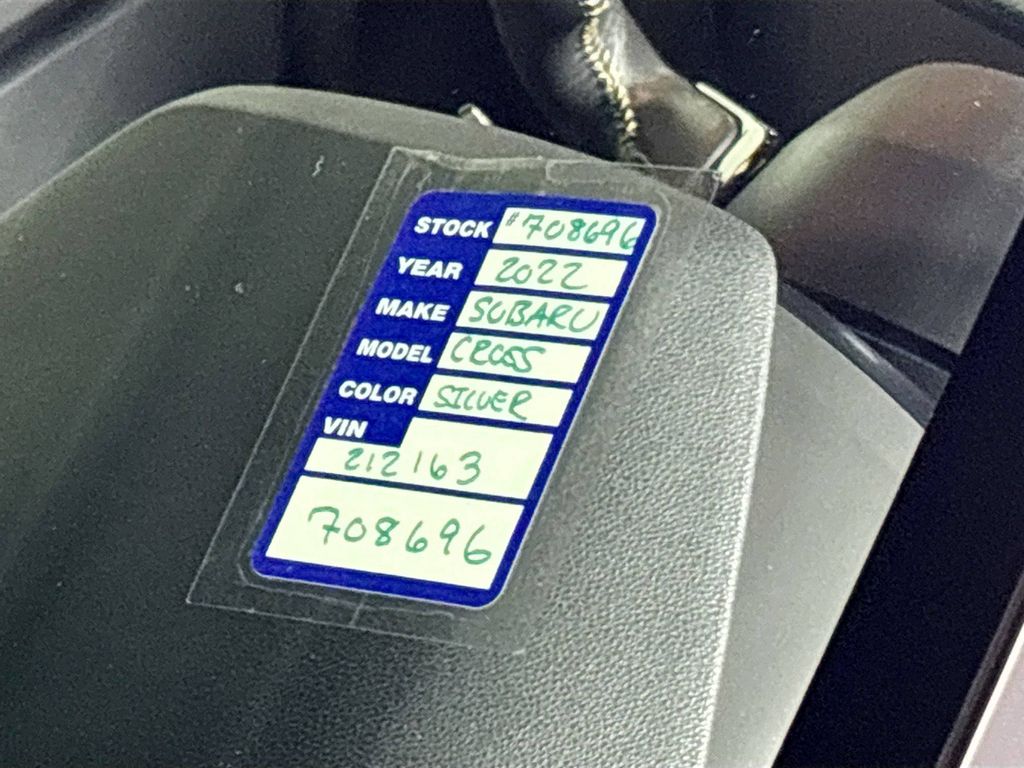 STOCK #708696
YEAR 2022
MAKE SUBARU
MODEL CROSS
COLOR SILVER
VIN
212163
708696